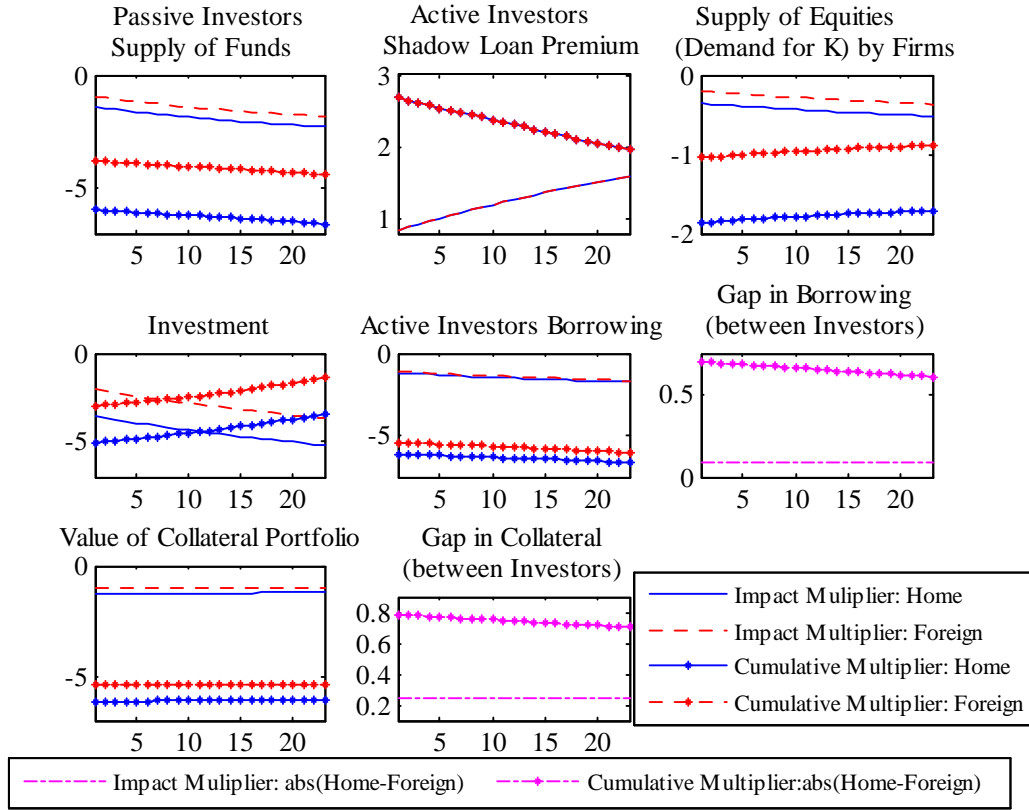 Passive Investors
Supply of Funds
Active Investors
Shadow Loan Premium
Supply of Equities
(Demand for K) by Firms
0
-5
5 10 15 20
3
2
1
5 10 15 20
0
-1
-2
5 10 15 20
Investment
Active Investors Borrowing
Gap in Borrowing
(between Investors)
0
-5
5 10 15 20
0
-5
5 10 15 20
0.5
0
5 10 15 20
Value of Collateral Portfolio
Gap in Collateral
(between Investors)
0
-5
5 10 15 20
0.8
0.6
0.4
0.2
5 10 15 20
Impact Muliplier: Home
Impact Multiplier: Foreign
Cumulative Multiplier: Home
Cumulative Multiplier: Foreign
Impact Muliplier: abs(Home-Foreign)
Cumulative Multiplier:abs(Home-Foreign)